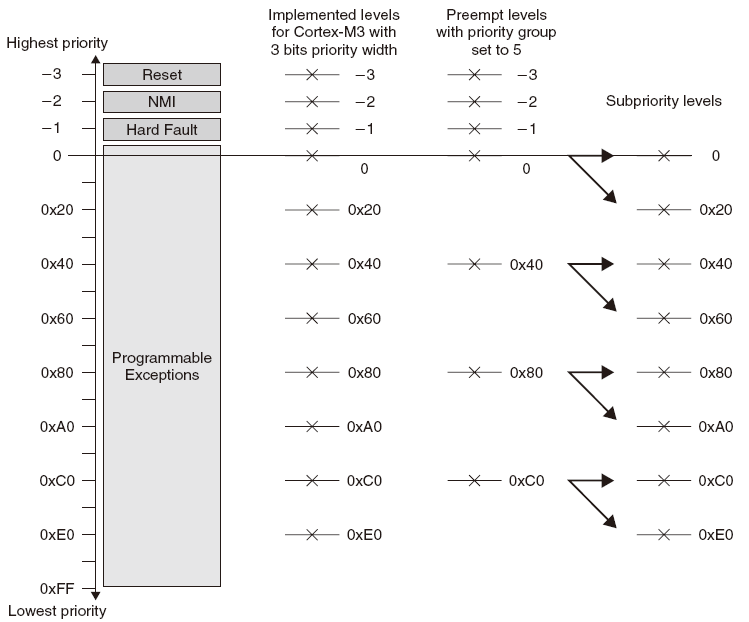 Implemented levels
for Cortex-M3 with
3 bits priority width
Preempt levels
with priority group
set to 5
Highest priority
−3
Reset
−3
−3
−2
NMI
−2
−2
Subpriority levels
−1
Hard Fault
−1
−1
0
0
0
0
0x20
0x20
0x20
0x40
0x40
0x40
0x40
0x60
0x60
0x60
Programmable
Exceptions
0x80
0x80
0x80
0x80
0xA0
0xA0
0xA0
0xC0
0xC0
0xC0
0xC0
0xE0
0xE0
0xE0
0xFF
Lowest priority